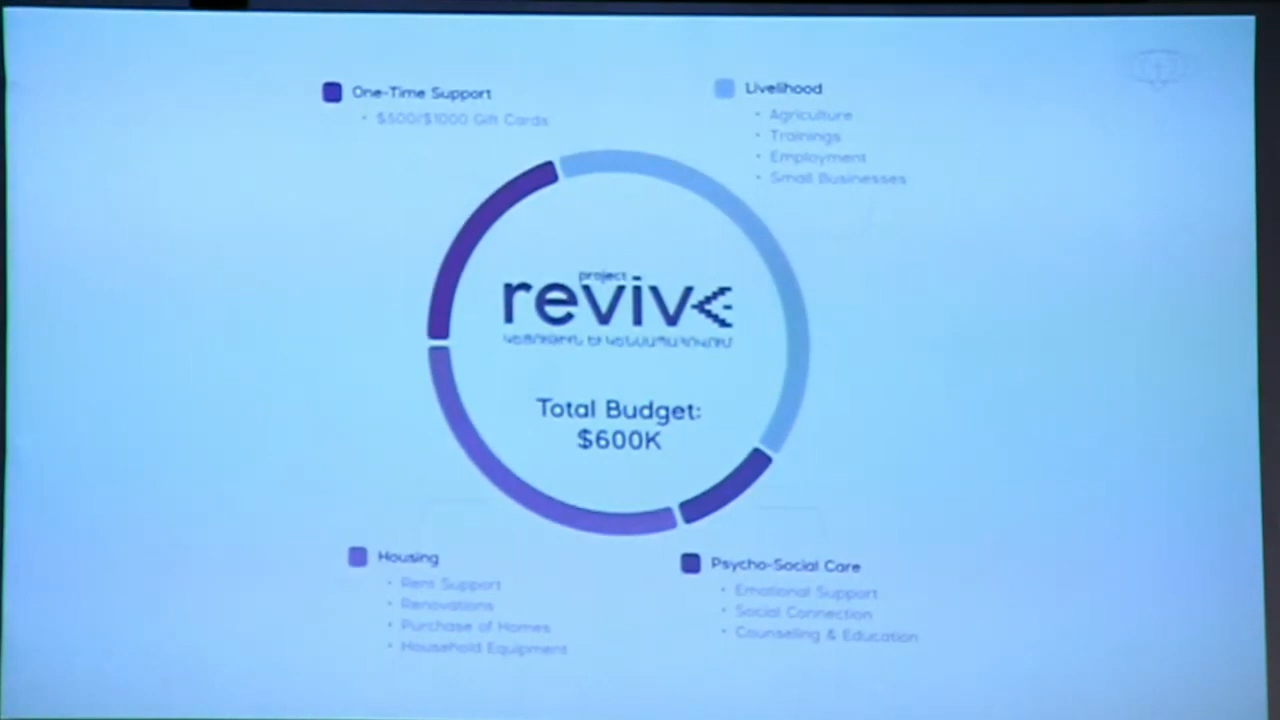 One-Time Support
• $500/$1000 Gift Cards
Livelihood
• Agriculture
• Trainings
• Employment
• Small Businesses
project
revive
Total Budget:
$600K
Housing
• Rent Support
• Renovations
• Purchase of Homes
• Household Equipment
Psycho-Social Care
• Emotional Support
• Social Connection
• Counseling & Education